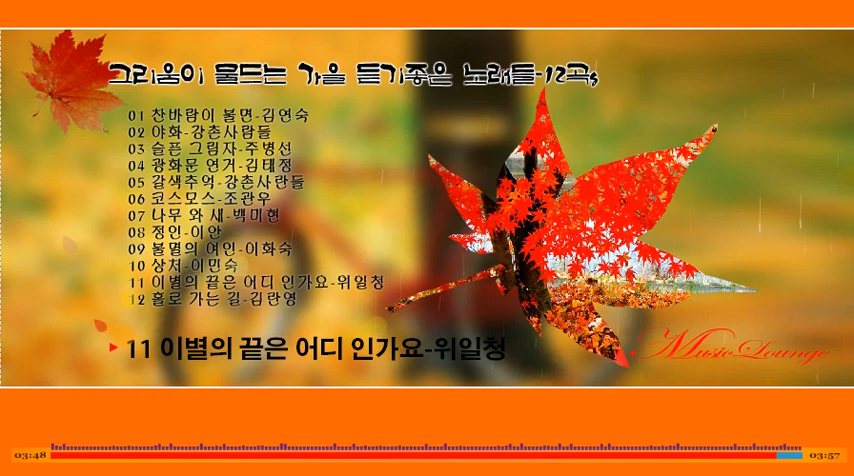 그리움이 물드는 가을 듣기좋은 노래들-12곡s
01 찬바람이 불면-김연숙
02 야화-강촌사람들
03 슬픈 그림자-주병선
04 광화문 연거-김태정
05 갈색추억-강촌사람들
06 코스모스-조관우
07 나무 와 새-백미현
08 정인-이안
09 불멸의 여인-이화숙
10 상처-이민숙
11 이별의 끝은 어디 인가요-위일청
12 홀로 가는 길-김란영
11 이별의 끝은 어디 인가요-위일청
Music Lounge
03:48
03:57